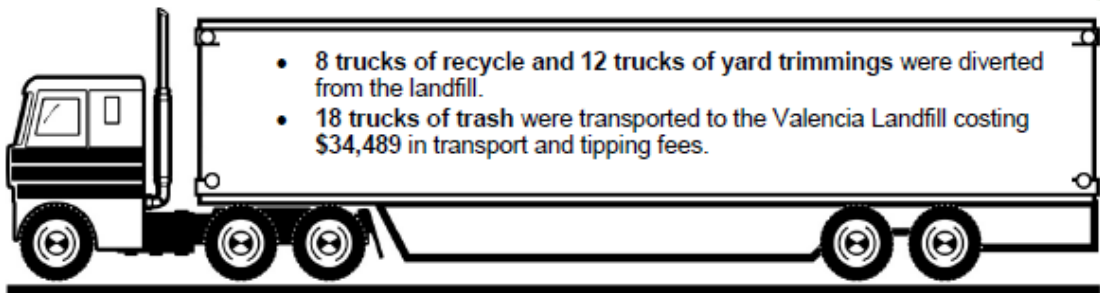 • 8 trucks of recycle and 12 trucks of yard trimmings were diverted
from the landfill.
• 18 trucks of trash were transported to the Valencia Landfill costing
$34,489 in transport and tipping fees.